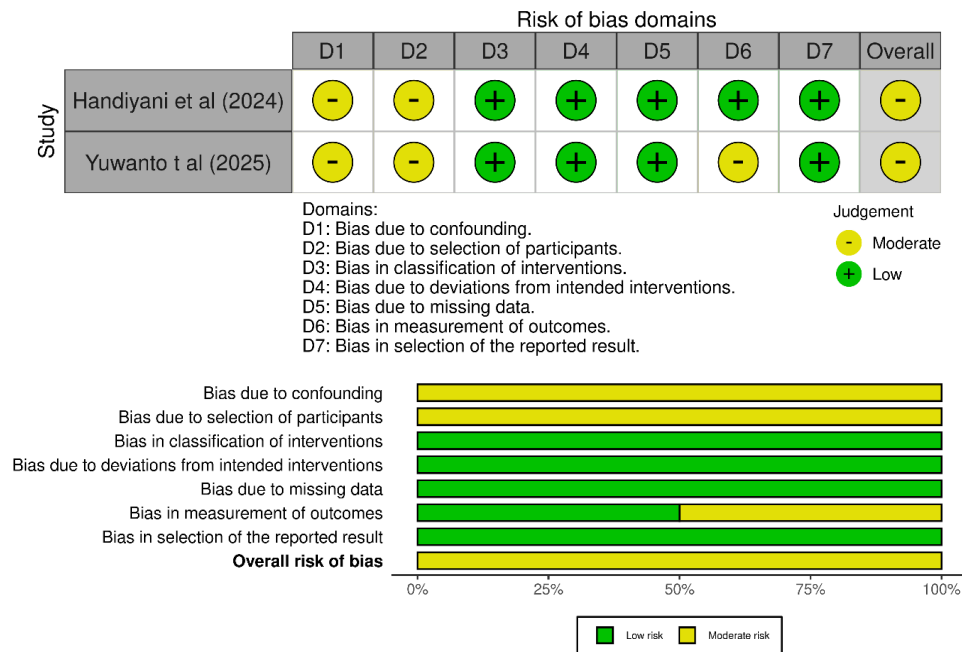 Risk of bias domains
D1 D2 D3 D4 D5 D6 D7 Overall
Study
Handiyani et al (2024) - - + + + + + -
Yuwanto t al (2025) - - + + + - + -
Domains:
D1: Bias due to confounding.
D2: Bias due to selection of participants.
D3: Bias in classification of interventions.
D4: Bias due to deviations from intended interventions.
D5: Bias due to missing data.
D6: Bias in measurement of outcomes.
D7: Bias in selection of the reported result.
Judgement
- Moderate
+ Low
Bias due to confounding
Bias due to selection of participants
Bias in classification of interventions
Bias due to deviations from intended interventions
Bias due to missing data
Bias in measurement of outcomes
Bias in selection of the reported result
Overall risk of bias
0% 25% 50% 75% 100%
Low risk Moderate risk